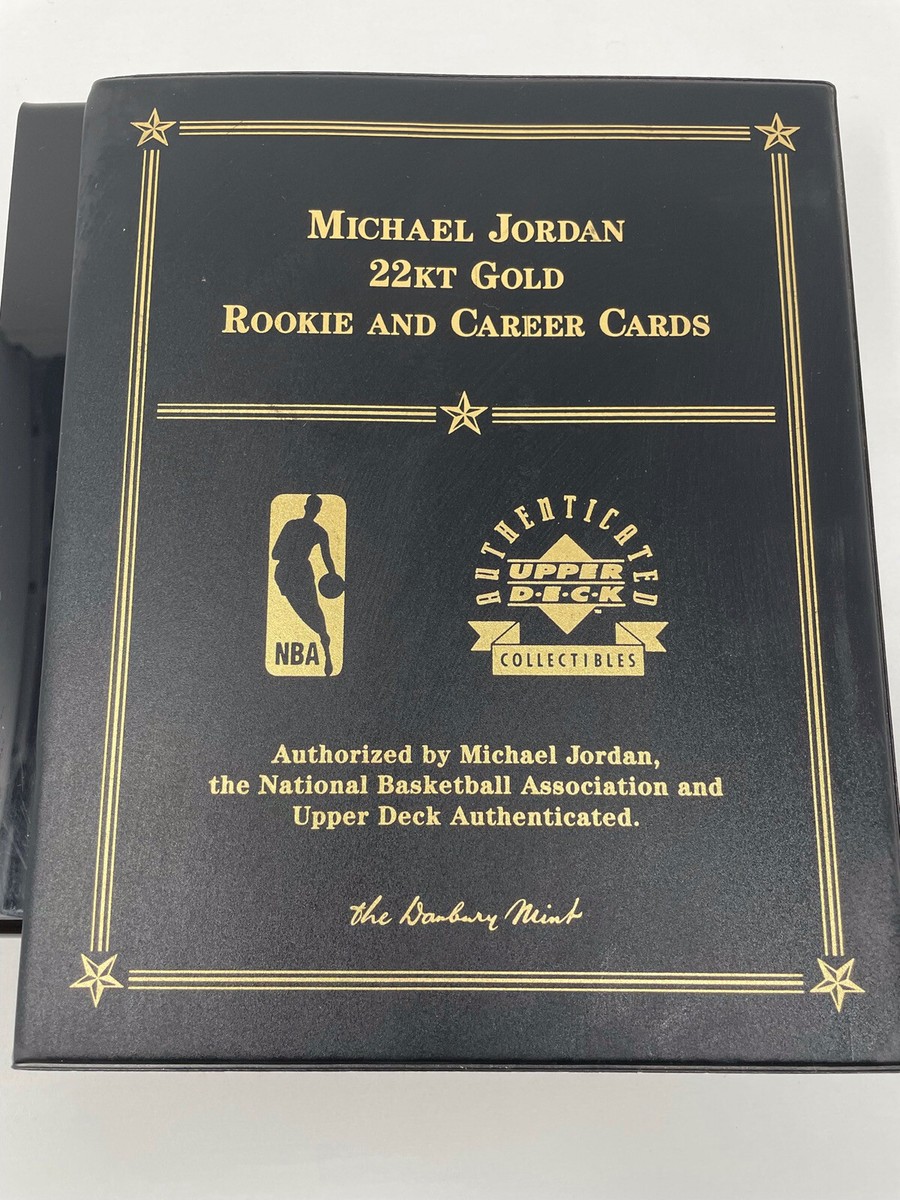 MICHAEL JORDAN
22KT GOLD
ROOKIE AND CAREER CARDS
NBA
AUTHENTICATED
UPPER
D·E·C·K
™
COLLECTIBLES
Authorized by Michael Jordan,
the National Basketball Association and
Upper Deck Authenticated.
the Danbury Mint